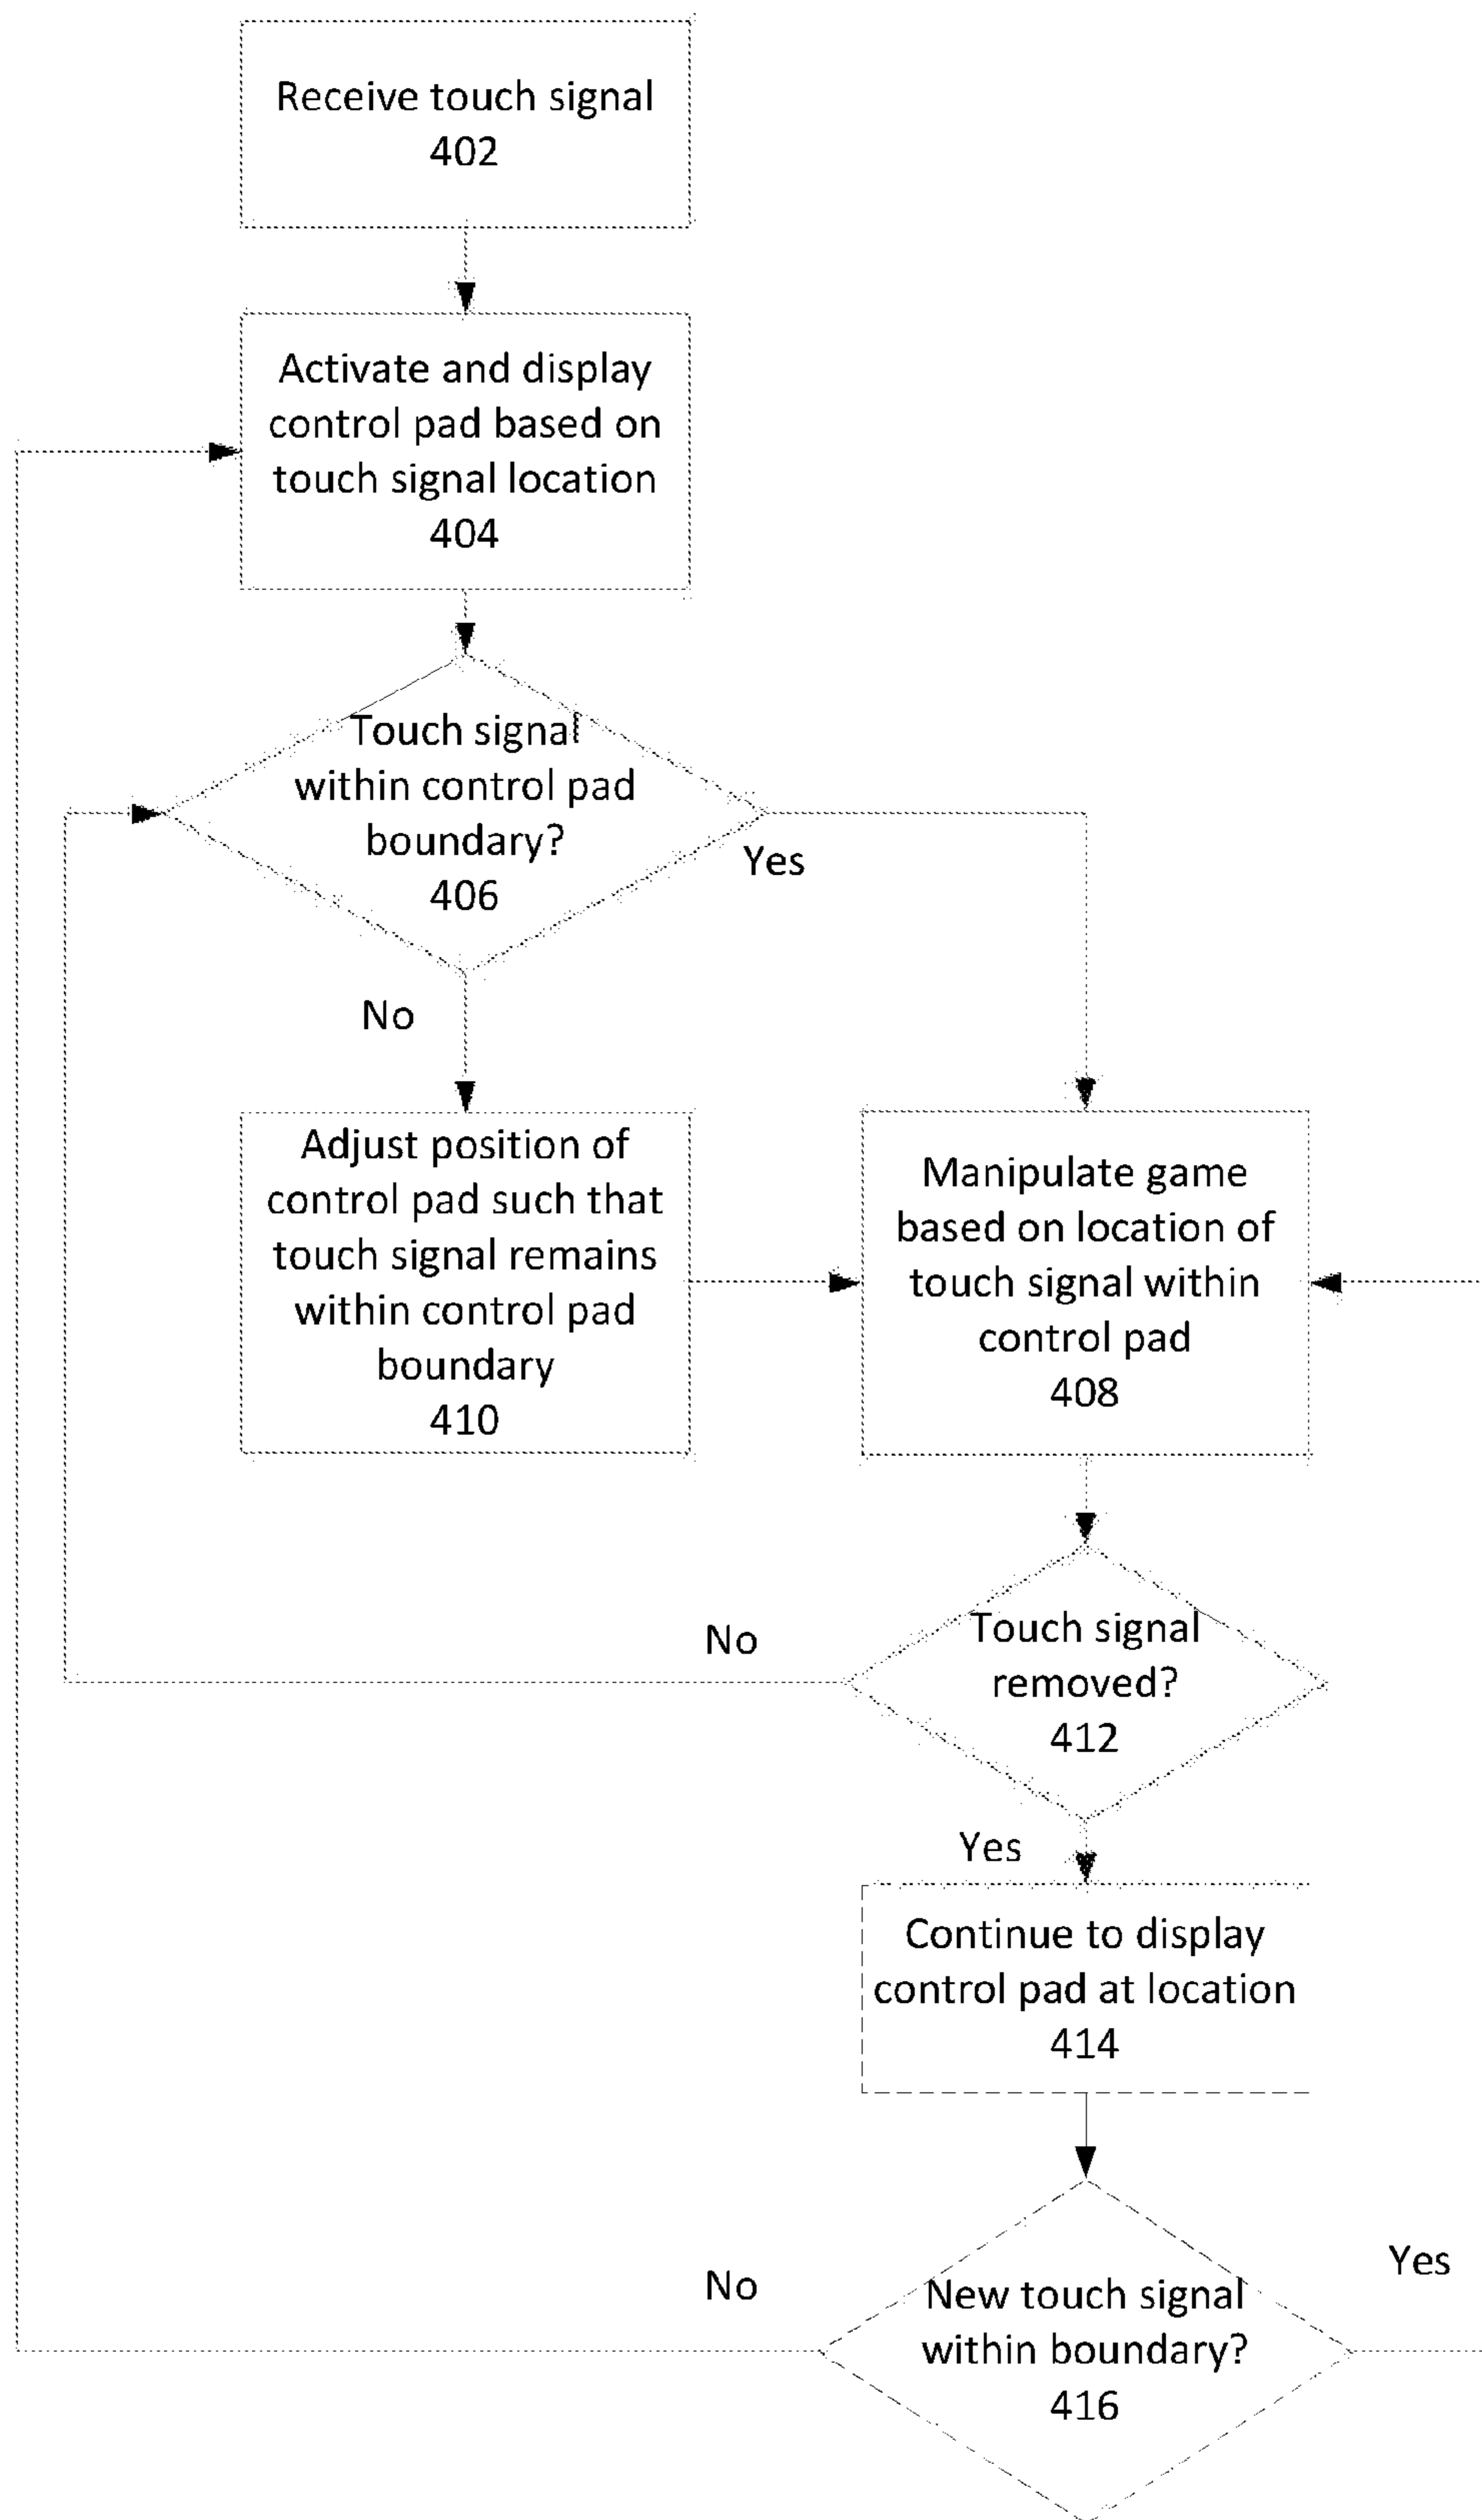 Receive touch signal
402
Activate and display
control pad based on
touch signal location
404
Touch signal
within control pad
boundary?
406
Yes
No
Adjust position of
control pad such that
touch signal remains
within control pad
boundary
410
Manipulate game
based on location of
touch signal within
control pad
408
No
Touch signal
removed?
412
Yes
Continue to display
control pad at location
414
No
New touch signal
within boundary?
416
Yes